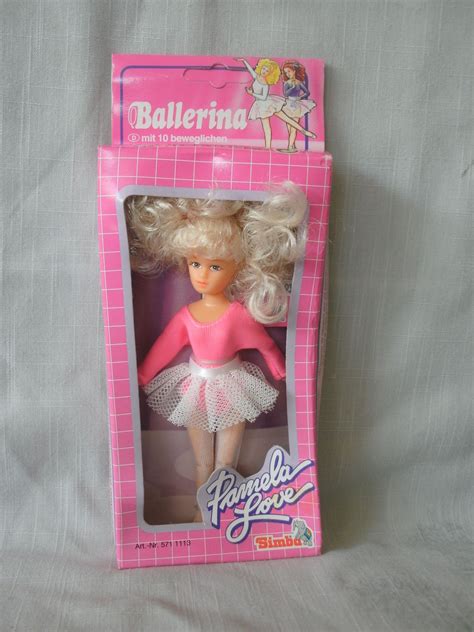 Ballerina
D mit 10 beweglichen
Pamela
Love
Simba
Art.-Nr. 571 1113